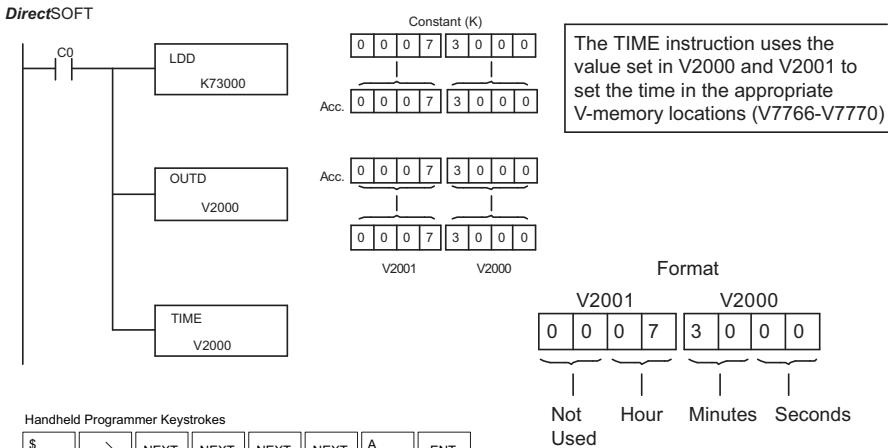 DirectSOFT
C0
LDD
K73000
OUTD
V2000
TIME
V2000
Constant (K)
0 0 0 7 3 0 0 0
Acc. 0 0 0 7 3 0 0 0
Acc. 0 0 0 7 3 0 0 0
0 0 0 7 3 0 0 0
V2001 V2000
The TIME instruction uses the
value set in V2000 and V2001 to
set the time in the appropriate
V-memory locations (V7766-V7770)
Format
V2001 V2000
0 0 0 7 3 0 0 0
Not Hour Minutes Seconds
Used
Handheld Programmer Keystrokes
$ NEXT NEXT NEXT NEXT A ENT